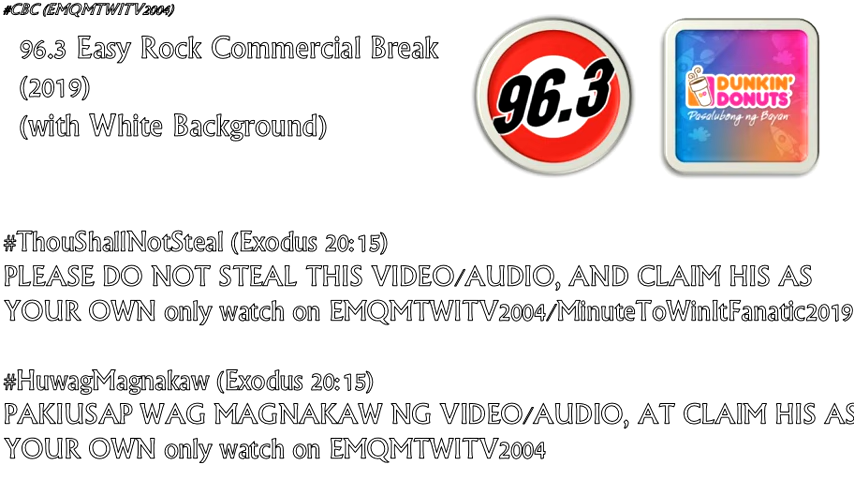 #CBC (EMQMTWITV2004)
96.3 Easy Rock Commercial Break
(2019)
(with White Background)
96.3
DUNKIN'
DONUTS
Pasalubong ng Bayan
#ThouShallNotSteal (Exodus 20:15)
PLEASE DO NOT STEAL THIS VIDEO/AUDIO, AND CLAIM HIS AS
YOUR OWN only watch on EMQMTWITV2004/MinuteToWinItFanatic2019
#HuwagMagnakaw (Exodus 20:15)
PAKIUSAP WAG MAGNAKAW NG VIDEO/AUDIO, AT CLAIM HIS AS
YOUR OWN only watch on EMQMTWITV2004